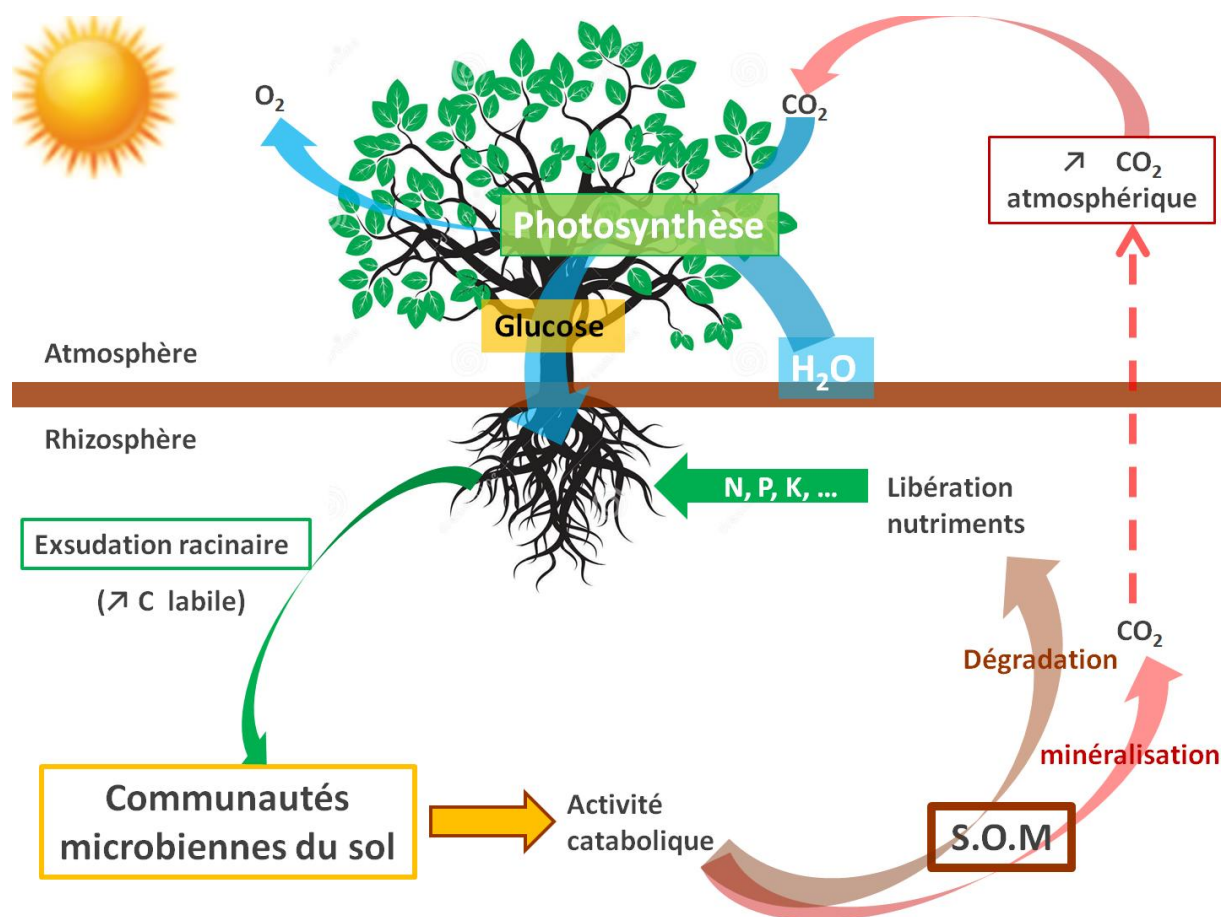 O₂
CO₂
↗ CO₂
atmosphérique
Photosynthèse
Glucose
Atmosphère
H₂O
Rhizosphère
N, P, K, ...
Libération
nutriments
Exsudation racinaire
(↗ C labile)
CO₂
Dégradation
minéralisation
Communautés
microbiennes du sol
Activité
catabolique
S.O.M